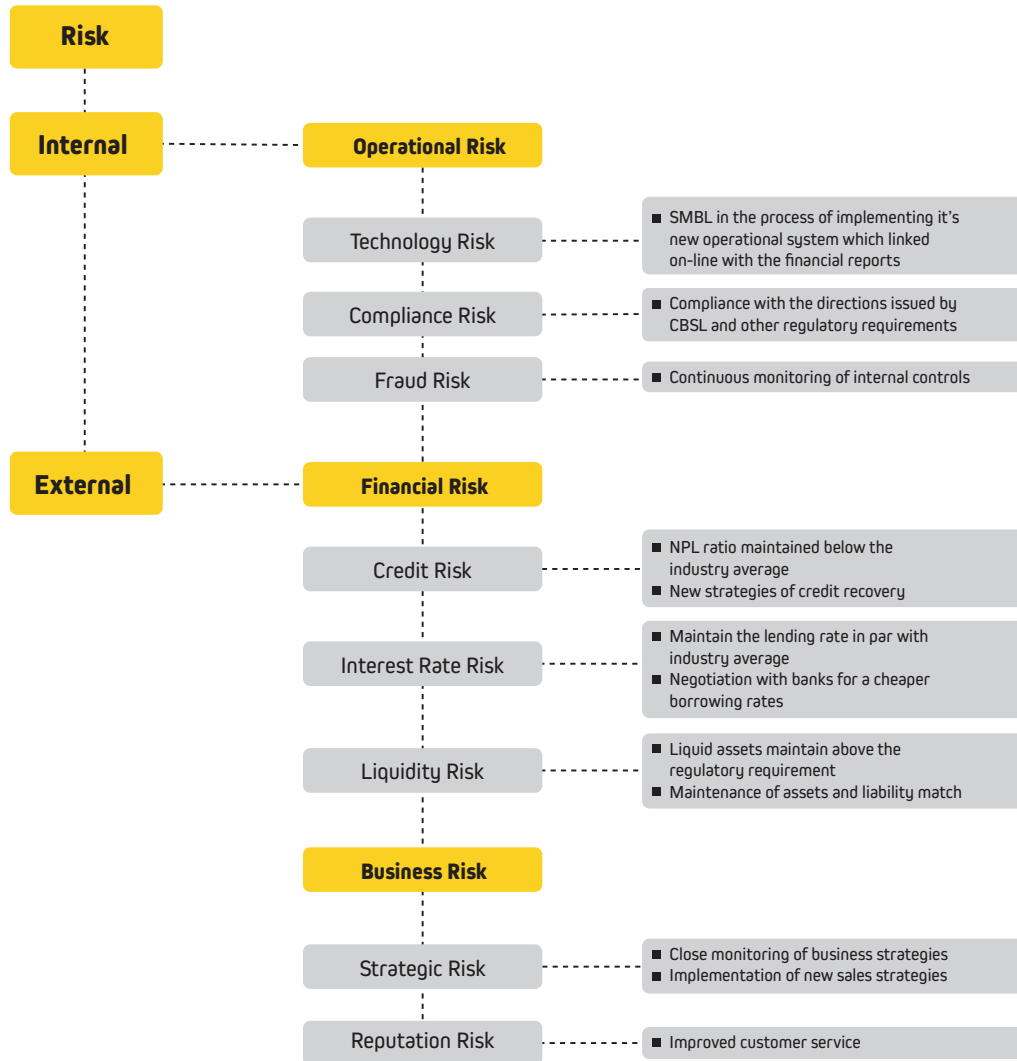 Risk
Internal
Operational Risk
Technology Risk
■ SMBL in the process of implementing it's
new operational system which linked
on-line with the financial reports
Compliance Risk
■ Compliance with the directions issued by
CBSL and other regulatory requirements
Fraud Risk
■ Continuous monitoring of internal controls
External
Financial Risk
Credit Risk
■ NPL ratio maintained below the
industry average
■ New strategies of credit recovery
Interest Rate Risk
■ Maintain the lending rate in par with
industry average
■ Negotiation with banks for a cheaper
borrowing rates
Liquidity Risk
■ Liquid assets maintain above the
regulatory requirement
■ Maintenance of assets and liability match
Business Risk
Strategic Risk
■ Close monitoring of business strategies
■ Implementation of new sales strategies
Reputation Risk
■ Improved customer service